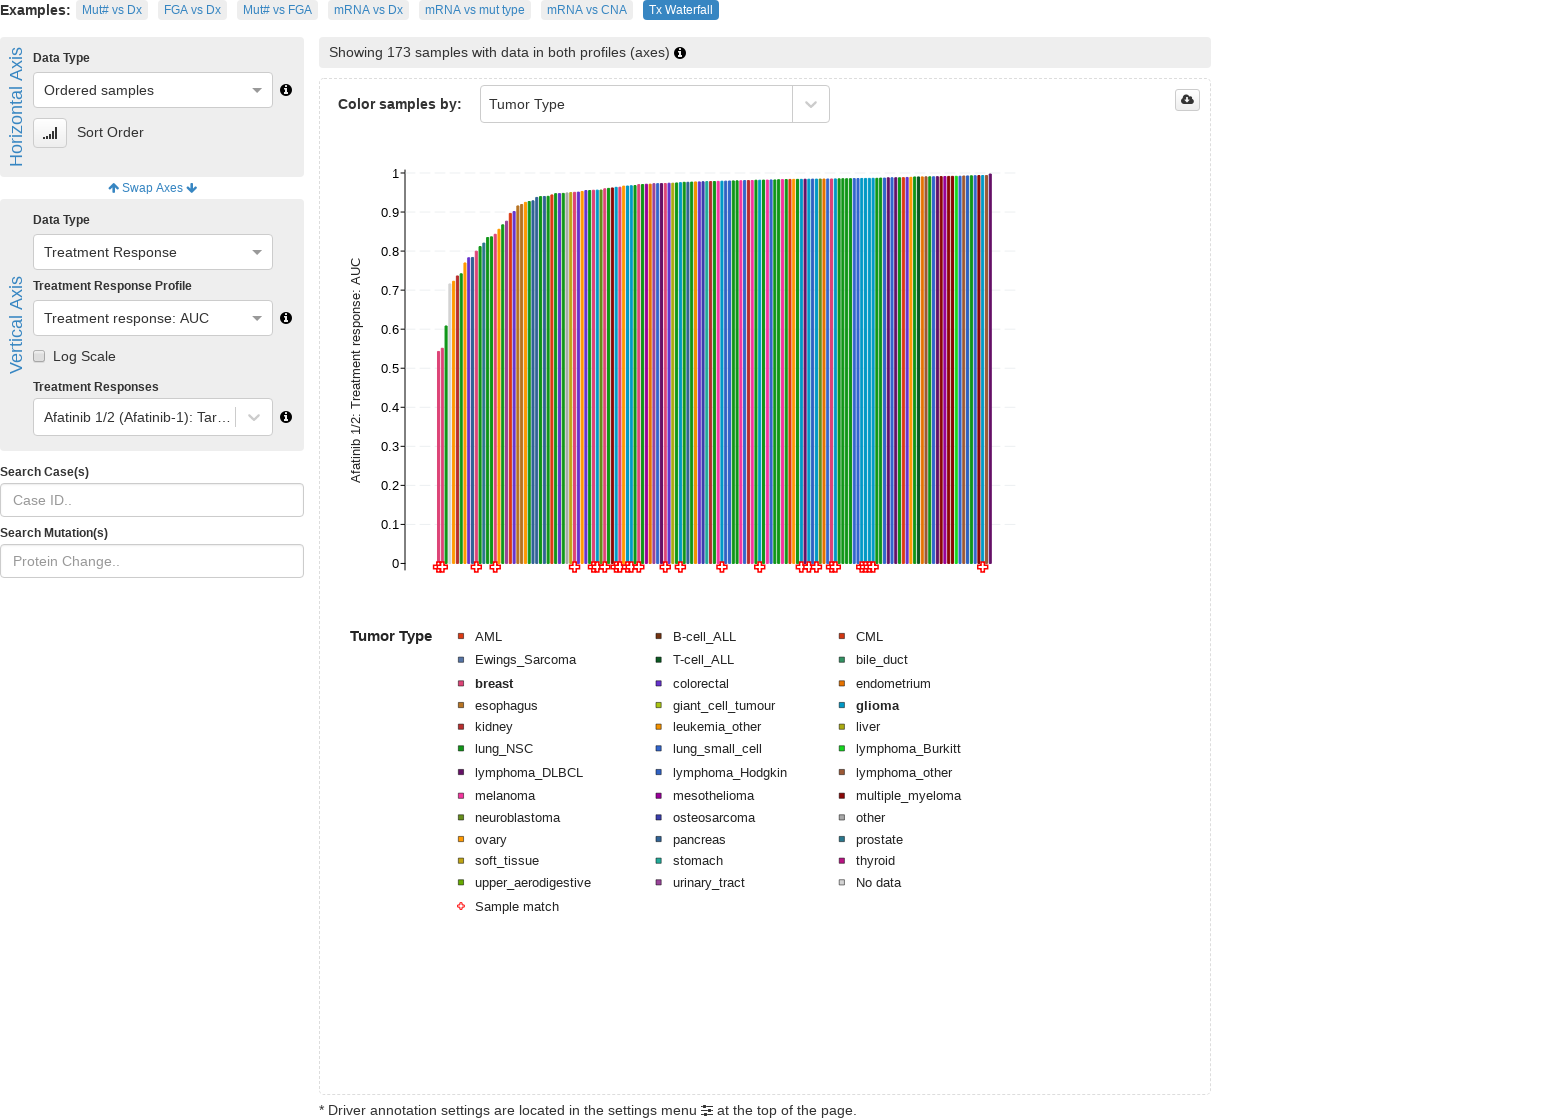 Examples: Mut# vs Dx FGA vs Dx Mut# vs FGA mRNA vs Dx mRNA vs mut type mRNA vs CNA Tx Waterfall
Horizontal Axis
Data Type
Ordered samples
Sort Order
Swap Axes
Vertical Axis
Data Type
Treatment Response
Treatment Response Profile
Treatment response: AUC
Log Scale
Treatment Responses
Afatinib 1/2 (Afatinib-1): Tar…
Search Case(s)
Case ID..
Search Mutation(s)
Protein Change..
Showing 173 samples with data in both profiles (axes)
Color samples by: Tumor Type
Afatinib 1/2: Treatment response: AUC
1
0.9
0.8
0.7
0.6
0.5
0.4
0.3
0.2
0.1
0
Tumor Type
AML B-cell_ALL CML
Ewings_Sarcoma T-cell_ALL bile_duct
breast colorectal endometrium
esophagus giant_cell_tumour glioma
kidney leukemia_other liver
lung_NSC lung_small_cell lymphoma_Burkitt
lymphoma_DLBCL lymphoma_Hodgkin lymphoma_other
melanoma mesothelioma multiple_myeloma
neuroblastoma osteosarcoma other
ovary pancreas prostate
soft_tissue stomach thyroid
upper_aerodigestive urinary_tract No data
Sample match
* Driver annotation settings are located in the settings menu at the top of the page.